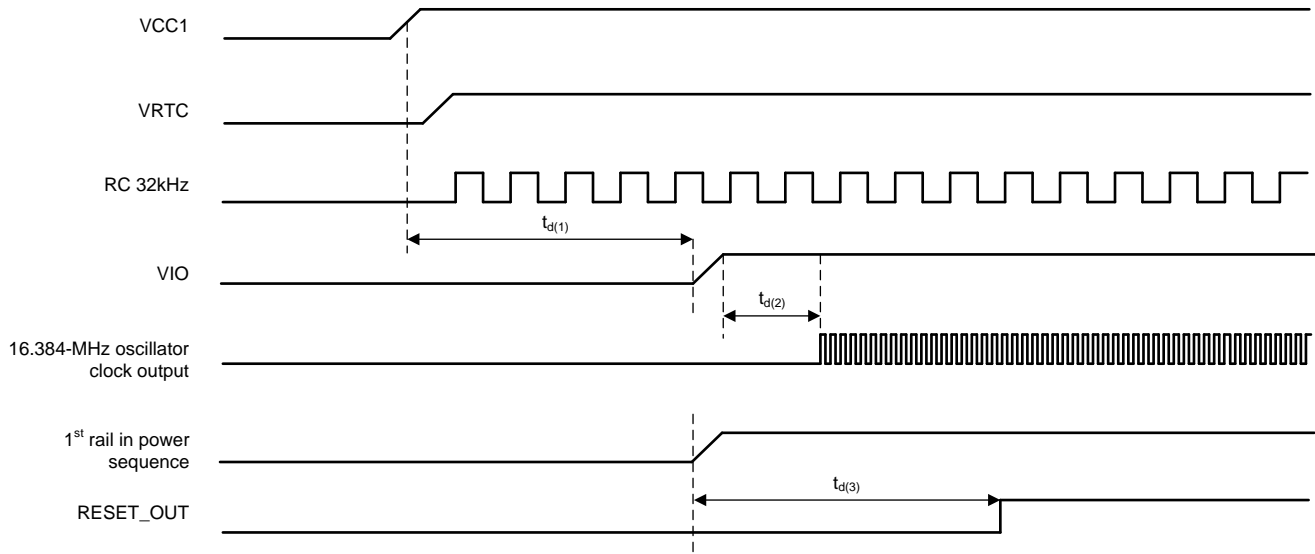 VCC1
VRTC
RC 32kHz
td(1)
VIO
td(2)
16.384-MHz oscillator
clock output
1st rail in power
sequence
td(3)
RESET_OUT